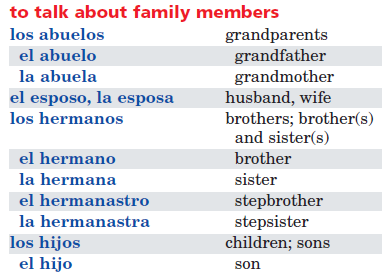 to talk about family members
los abuelos grandparents
el abuelo grandfather
la abuela grandmother
el esposo, la esposa husband, wife
los hermanos brothers; brother(s)
and sister(s)
el hermano brother
la hermana sister
el hermanastro stepbrother
la hermanastra stepsister
los hijos children; sons
el hijo son